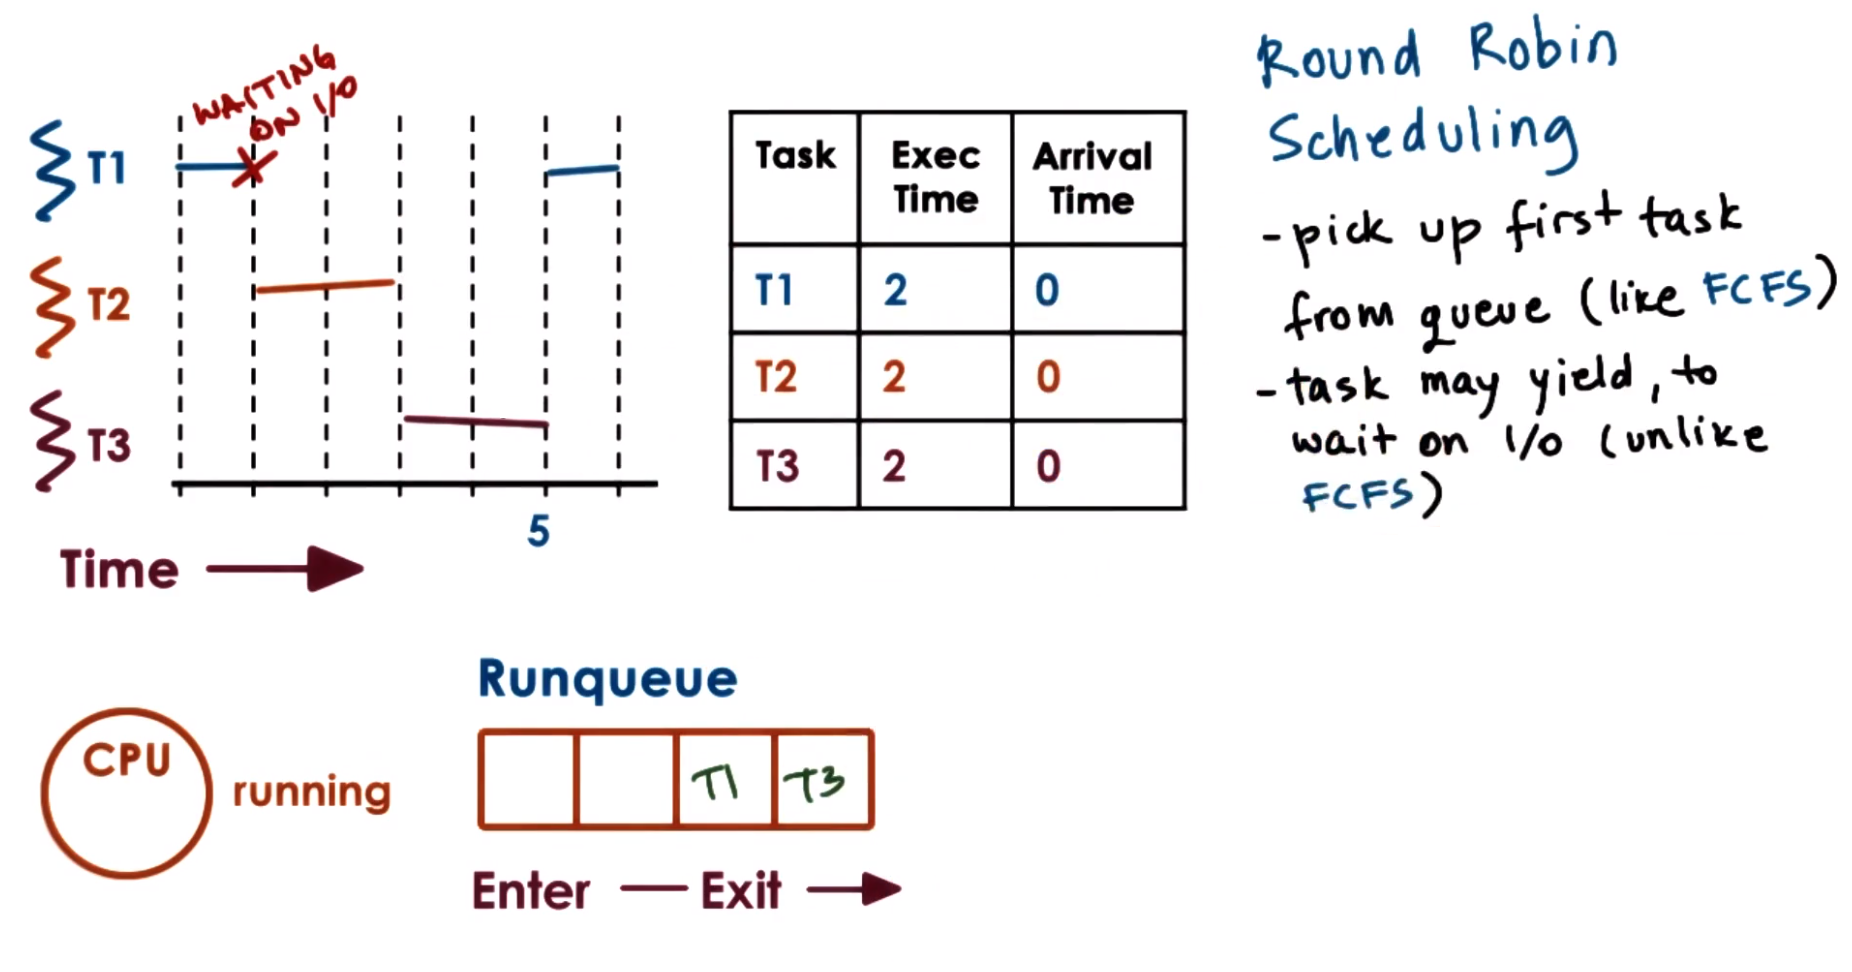 WAITING
ON I/O
T1
T2
T3
5
Time
Task Exec Time Arrival Time
T1 2 0
T2 2 0
T3 2 0
Round Robin
Scheduling
- pick up first task
from queue (like FCFS)
- task may yield, to
wait on I/O (unlike
FCFS)
CPU
running
Runqueue
T1 T3
Enter — Exit